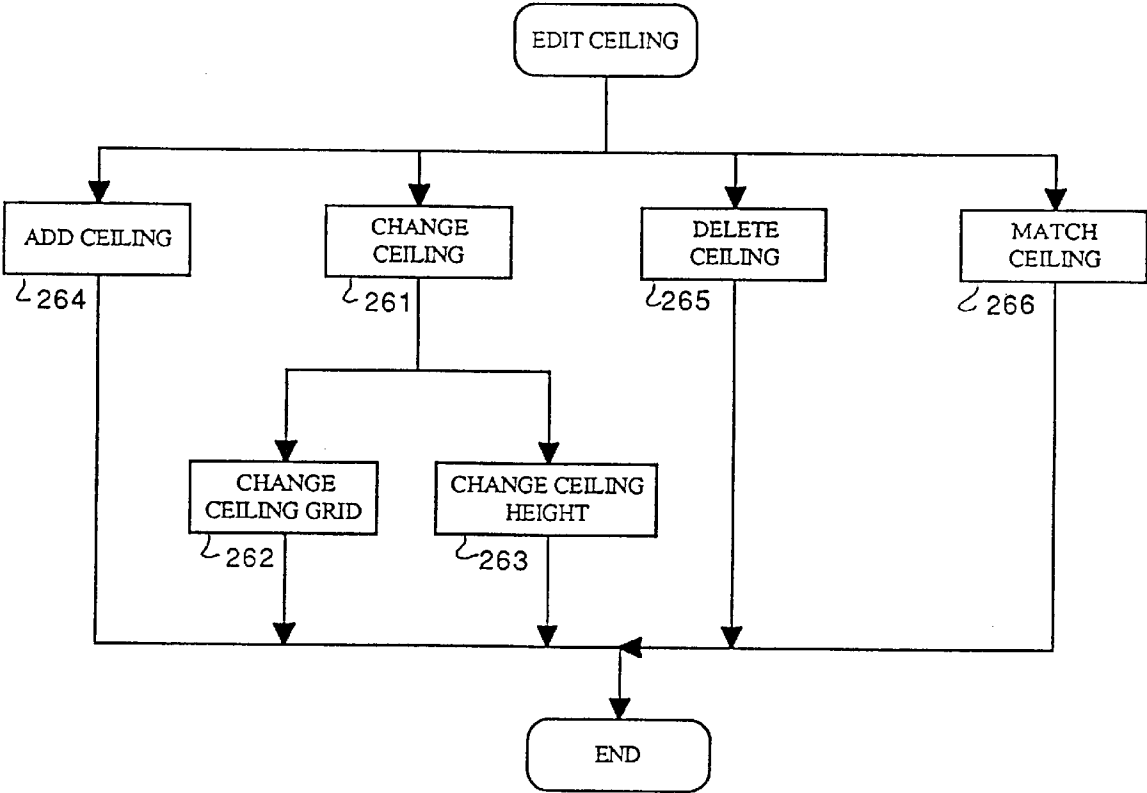 EDIT CEILING
ADD CEILING
264
CHANGE
CEILING
261
DELETE
CEILING
265
MATCH
CEILING
266
CHANGE
CEILING GRID
262
CHANGE CEILING
HEIGHT
263
END